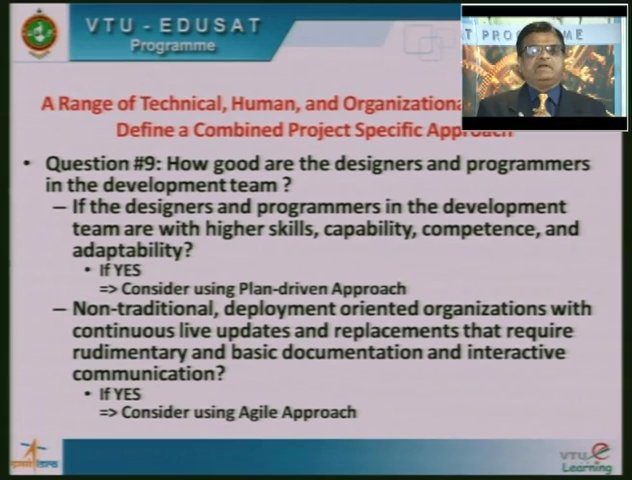 VTU - EDUSAT
Programme
AT PROGRAMME
A Range of Technical, Human, and Organizationa
Define a Combined Project Specific Approach
• Question #9: How good are the designers and programmers
in the development team ?
– If the designers and programmers in the development
team are with higher skills, capability, competence, and
adaptability?
• If YES
=> Consider using Plan-driven Approach
– Non-traditional, deployment oriented organizations with
continuous live updates and replacements that require
rudimentary and basic documentation and interactive
communication?
• If YES
=> Consider using Agile Approach
VTU e
Learning